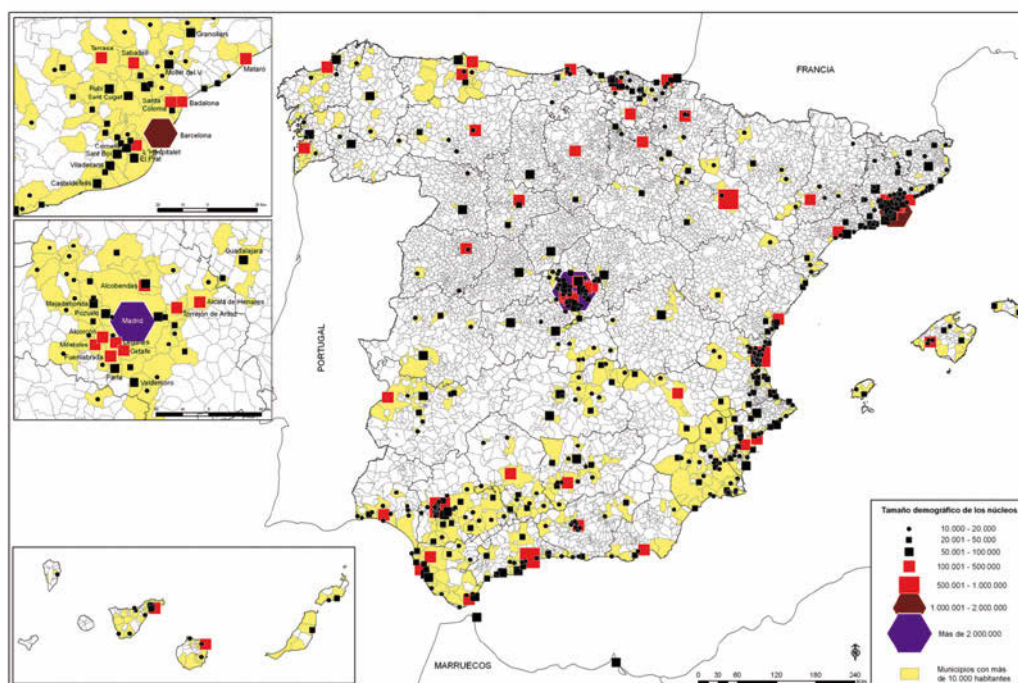 Granollers
Terrassa
Sabadell
Mollet del V.
Mataró
Rubí
Sant Cugat
Santa
Coloma
Badalona
Barcelona
Cornellà
L´Hospitalet
Sant Boi
El Prat
Viladecans
Castelldefels
Guadalajara
Alcobendas
Majadahonda
Alcalá de Henares
Pozuelo
Madrid
Torrejón de Ardoz
Alcorcón
Leganés
Móstoles
Getafe
Fuenlabrada
Parla
Valdemoro
FRANCIA
PORTUGAL
MARRUECOS
Tamaño demográfico de los núcleos
10.000 - 20.000
20.001 - 50.000
50.001 - 100.000
100.001 - 500.000
500.001 - 1.000.000
1.000.001 - 2.000.000
Más de 2.000.000
Municipios con más
de 10.000 habitantes
0 30 60 120 180 240